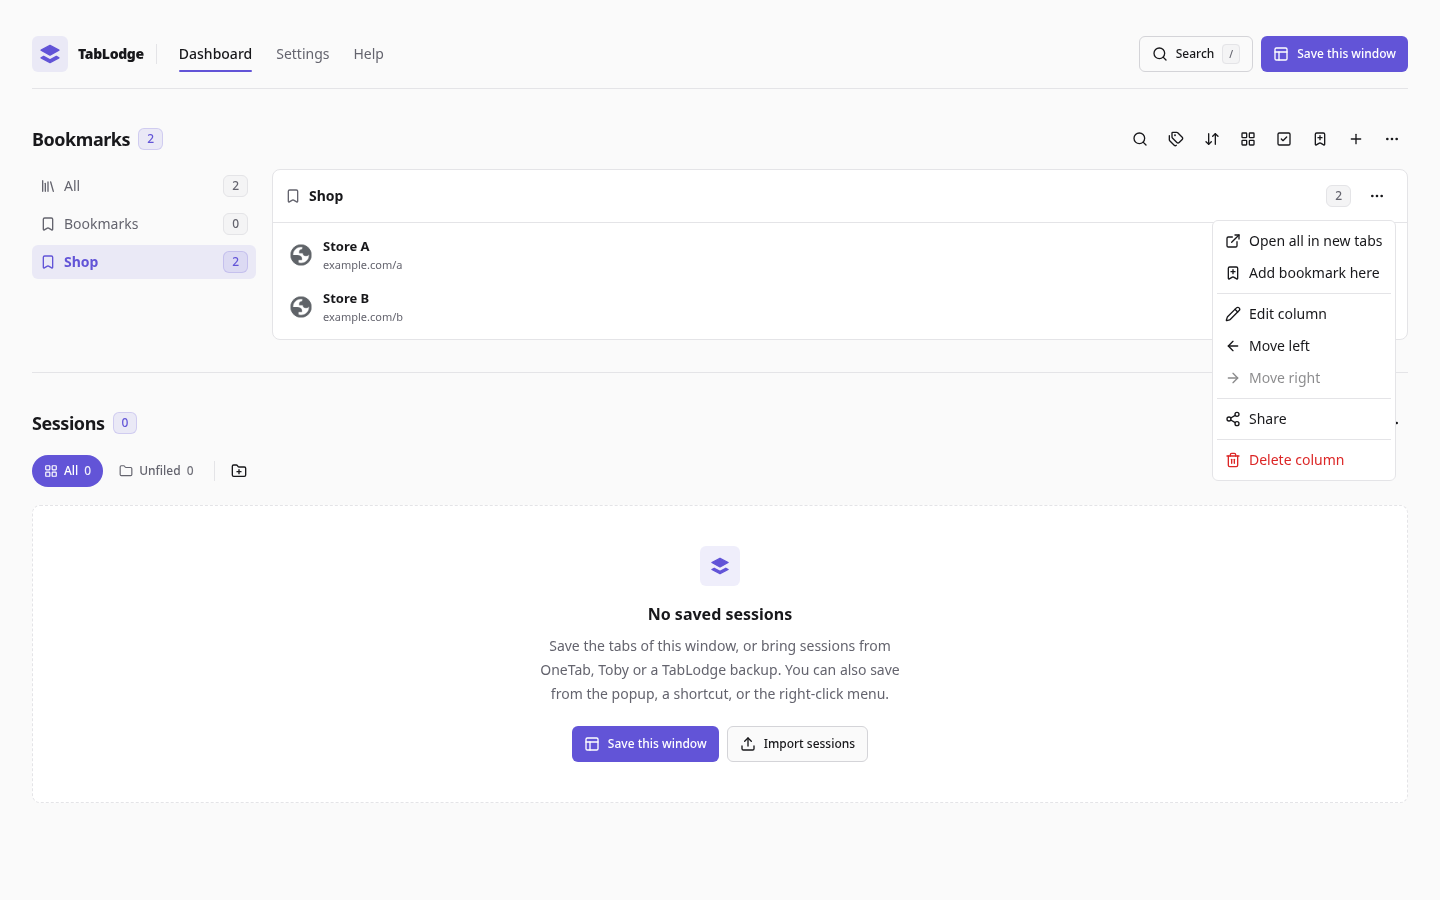 TabLodge
Dashboard
Settings
Help
Search /
Save this window
Bookmarks 2
All 2
Bookmarks 0
Shop 2
Shop 2
Store A
example.com/a
Store B
example.com/b
Open all in new tabs
Add bookmark here
Edit column
Move left
Move right
Share
Delete column
Sessions 0
All 0
Unfiled 0
No saved sessions
Save the tabs of this window, or bring sessions from
OneTab, Toby or a TabLodge backup. You can also save
from the popup, a shortcut, or the right-click menu.
Save this window
Import sessions